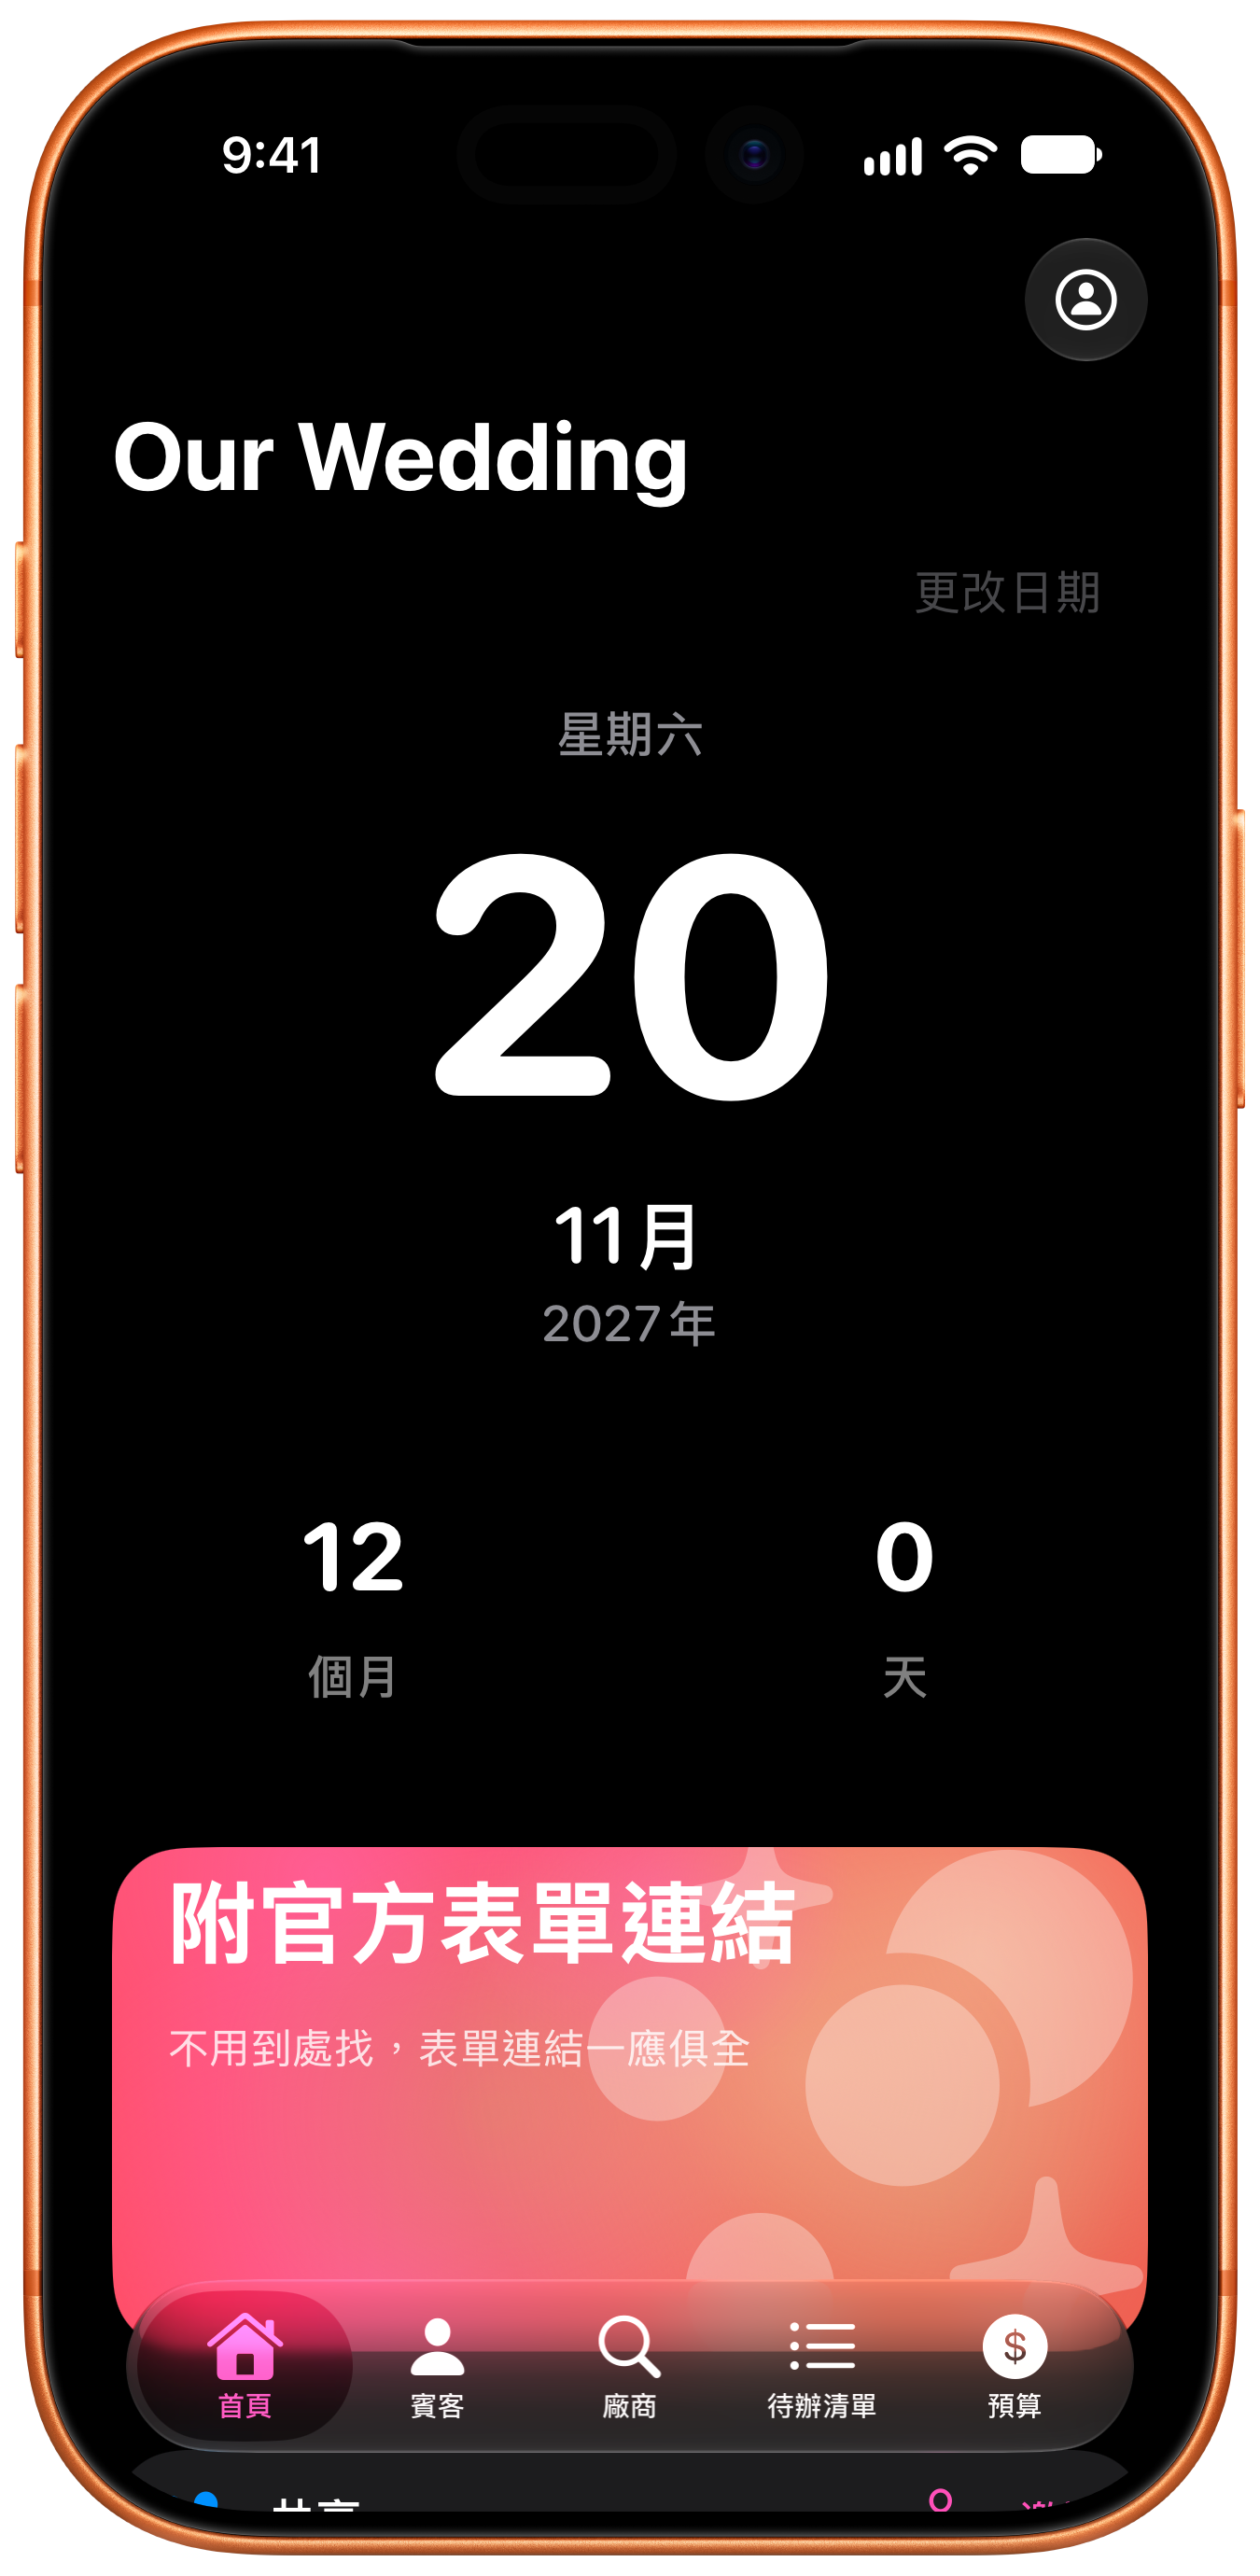 9:41
Our Wedding
更改日期
星期六
20
11月
2027年
12
0
個月
天
附官方表單連結
不用到處找，表單連結一應俱全
首頁
賓客
廠商
待辦清單
預算
共享